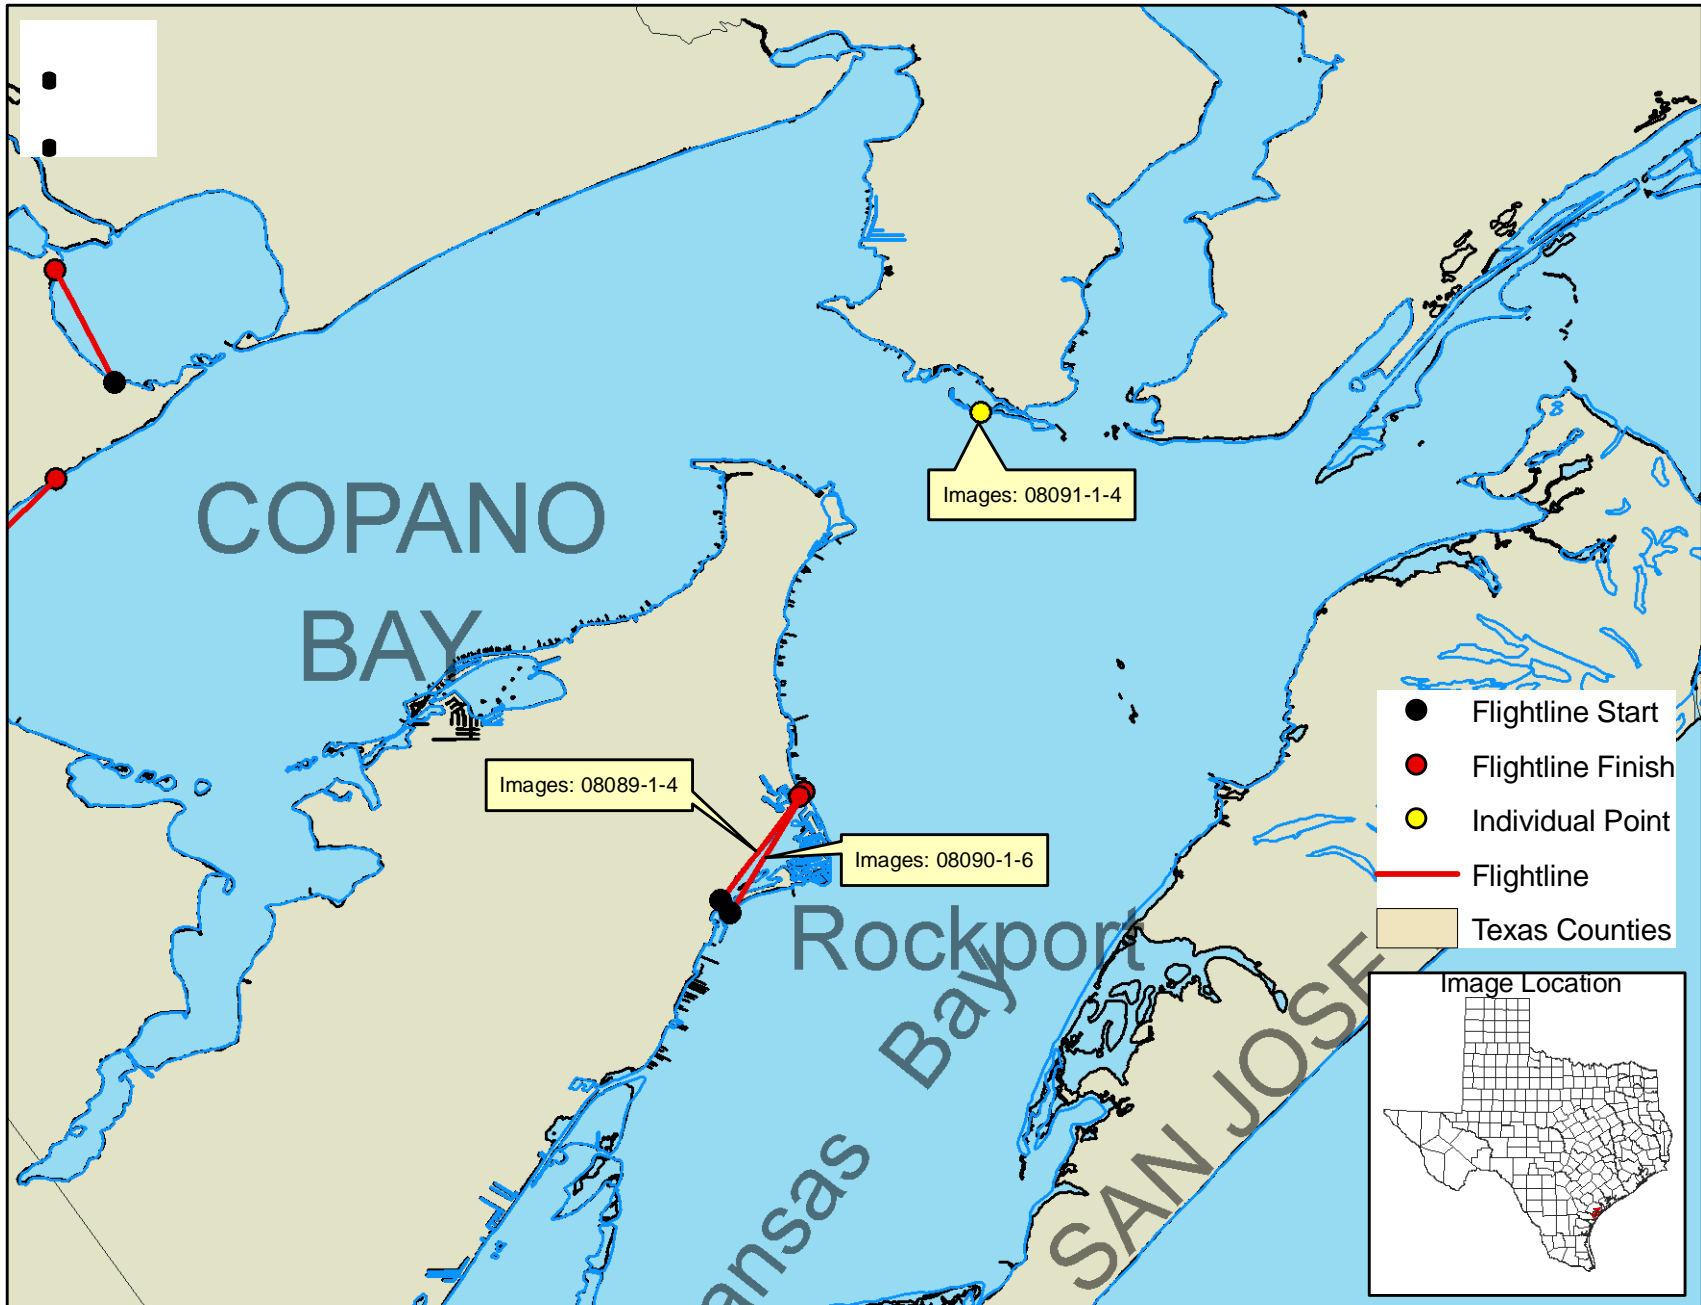 COPANO
BAY
Images: 08091-1-4
Images: 08089-1-4
Images: 08090-1-6
Rockport
Bay
ansas
SAN JOSE
Flightline Start
Flightline Finish
Individual Point
Flightline
Texas Counties
Image Location